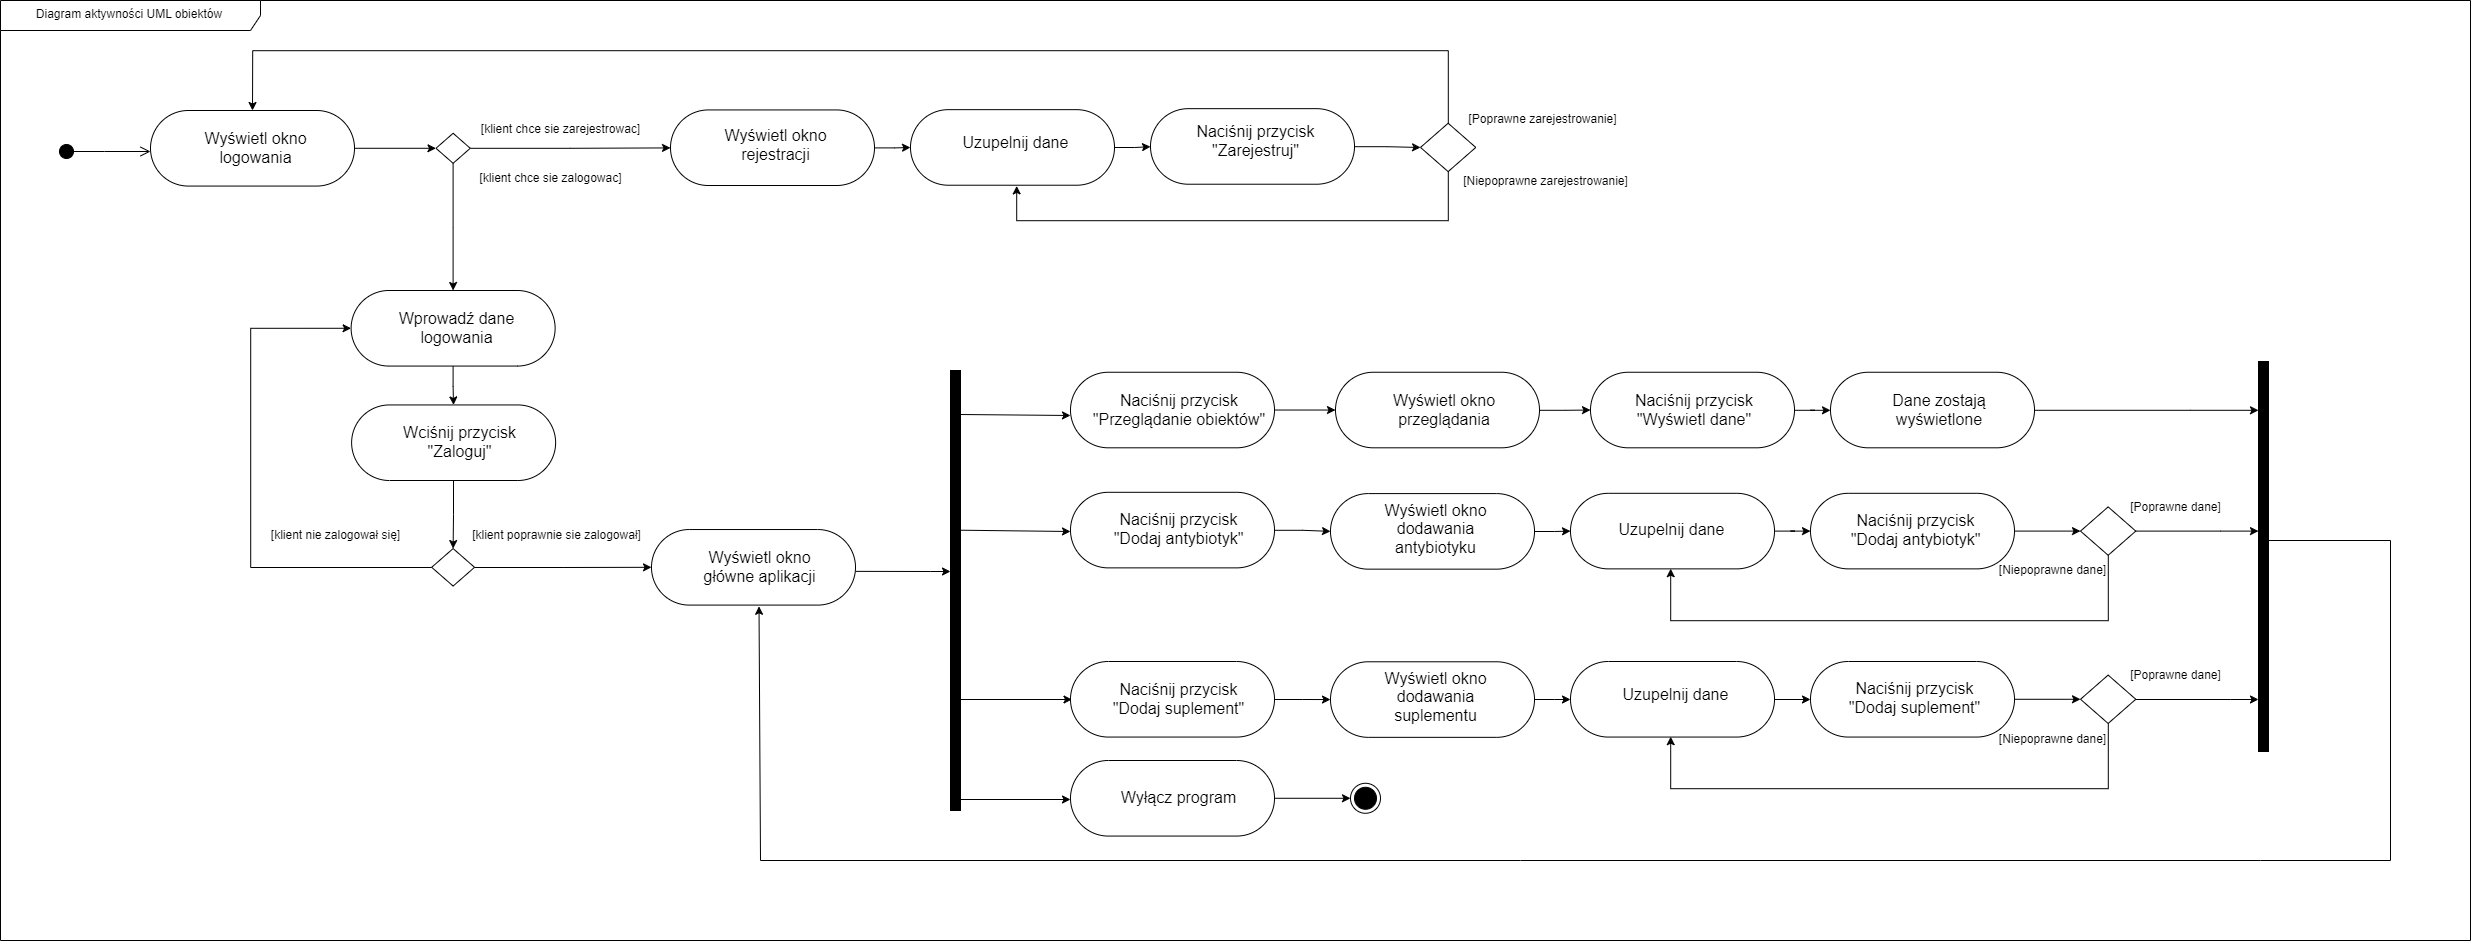 Diagram aktywności UML obiektów
Wyświetl okno
logowania
[klient chce sie zarejestrowac]
[klient chce sie zalogowac]
Wyświetl okno
rejestracji
Uzupelnij dane
Naciśnij przycisk
"Zarejestruj"
[Poprawne zarejestrowanie]
[Niepoprawne zarejestrowanie]
Wprowadź dane
logowania
Wciśnij przycisk
"Zaloguj"
[klient nie zalogował się]
[klient poprawnie sie zalogował]
Wyświetl okno
główne aplikacji
Naciśnij przycisk
"Przeglądanie obiektów"
Wyświetl okno
przeglądania
Naciśnij przycisk
"Wyświetl dane"
Dane zostają
wyświetlone
Naciśnij przycisk
"Dodaj antybiotyk"
Wyświetl okno
dodawania
antybiotyku
Uzupelnij dane
Naciśnij przycisk
"Dodaj antybiotyk"
[Poprawne dane]
[Niepoprawne dane]
Naciśnij przycisk
"Dodaj suplement"
Wyświetl okno
dodawania
suplementu
Uzupelnij dane
Naciśnij przycisk
"Dodaj suplement"
[Poprawne dane]
[Niepoprawne dane]
Wyłącz program